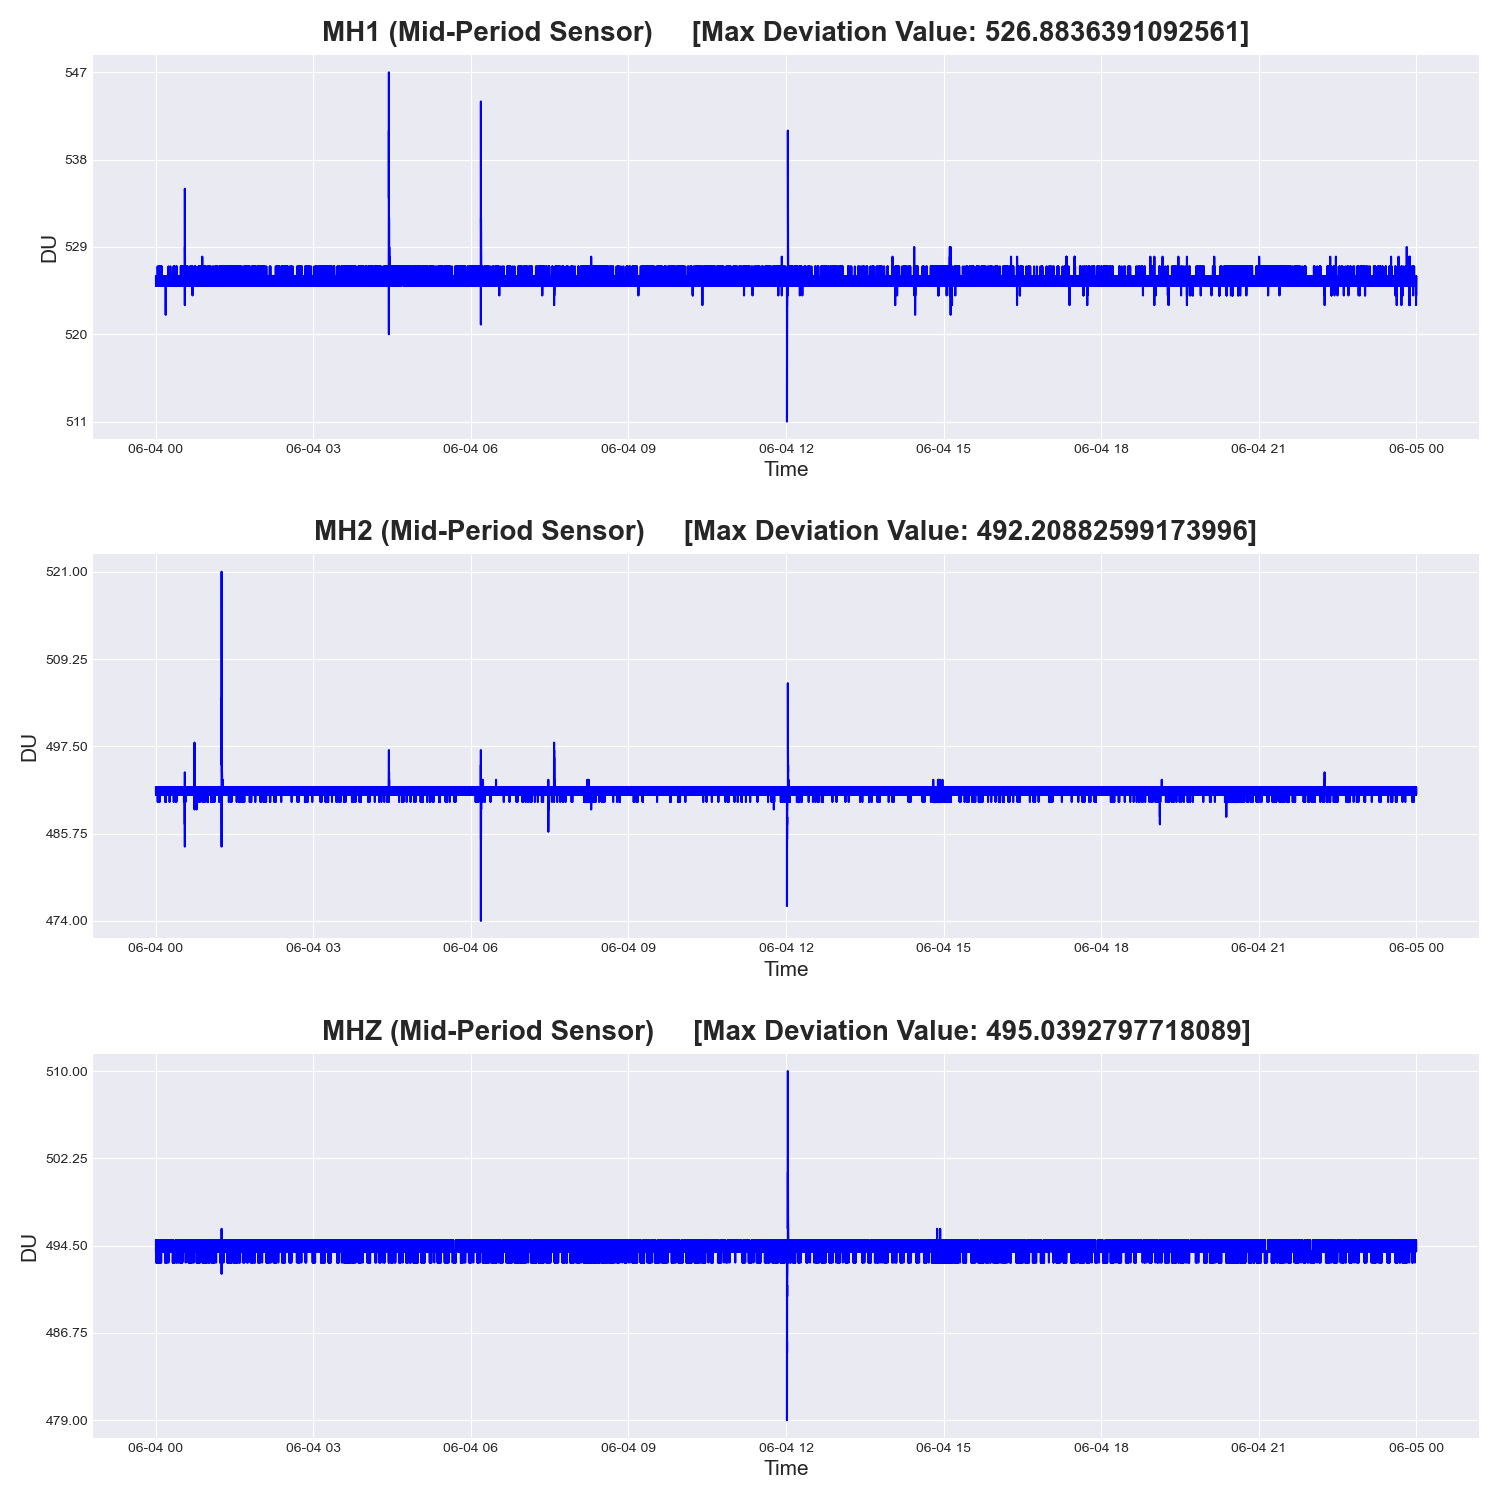 MH1 (Mid-Period Sensor) [Max Deviation Value: 526.8836391092561]
547
538
529
520
511
DU
06-04 00 06-04 03 06-04 06 06-04 09 06-04 12 06-04 15 06-04 18 06-04 21 06-05 00
Time
MH2 (Mid-Period Sensor) [Max Deviation Value: 492.20882599173996]
521.00
509.25
497.50
485.75
474.00
DU
06-04 00 06-04 03 06-04 06 06-04 09 06-04 12 06-04 15 06-04 18 06-04 21 06-05 00
Time
MHZ (Mid-Period Sensor) [Max Deviation Value: 495.0392797718089]
510.00
502.25
494.50
486.75
479.00
DU
06-04 00 06-04 03 06-04 06 06-04 09 06-04 12 06-04 15 06-04 18 06-04 21 06-05 00
Time